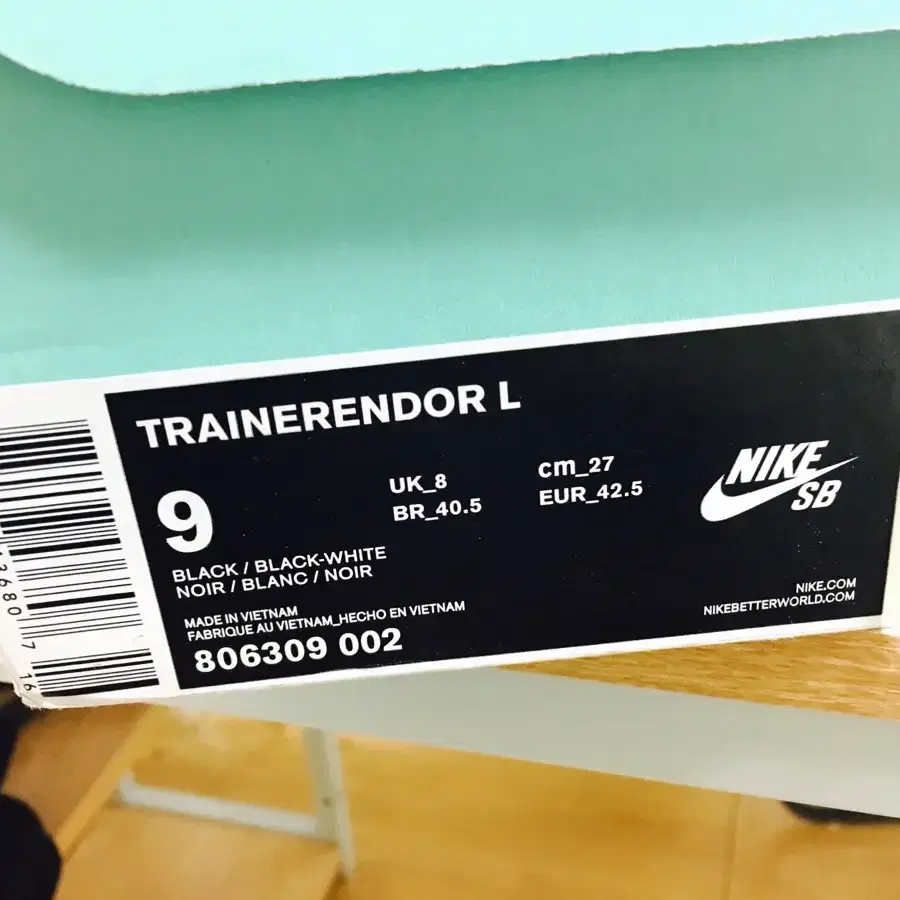 TRAINERENDOR L
9
UK_8
BR_40.5
cm_27
EUR_42.5
NIKE
SB
BLACK / BLACK-WHITE
NOIR / BLANC / NOIR
MADE IN VIETNAM
FABRIQUE AU VIETNAM_HECHO EN VIETNAM
806309 002
NIKE.COM
NIKEBETTERWORLD.COM